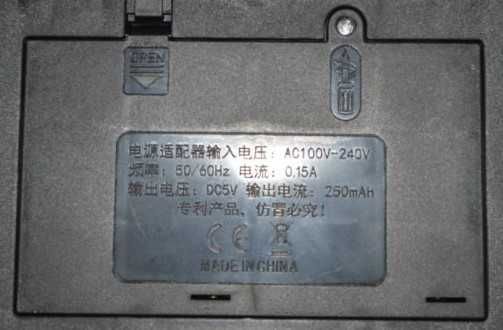 OPEN
电源适配器输入电压: AC100V-240V
频率: 50/60Hz 电流: 0.15A
输出电压: DC5V 输出电流: 250mAh
专利产品、仿冒必究!
CE
MADE IN CHINA